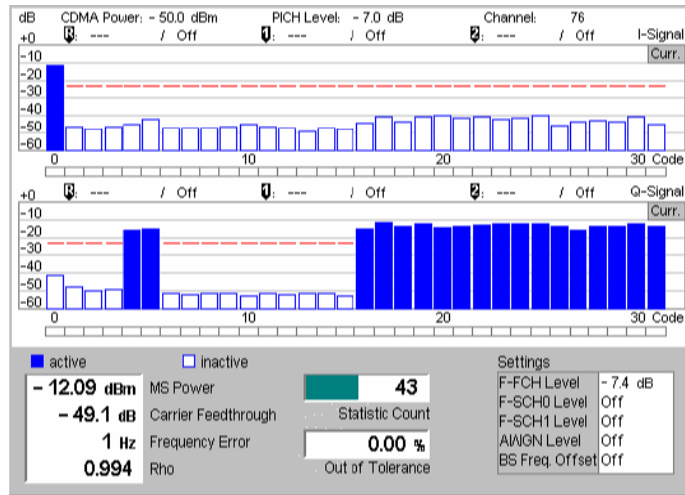 dB CDMA Power: - 50.0 dBm PICH Level: - 7.0 dB Channel: 76
+0 R: --- / Off 1: --- / Off 2: --- / Off I-Signal
Curr.
-10
-20
-30
-40
-50
-60
0 10 20 30 Code
+0 R: --- / Off 1: --- / Off 2: --- / Off Q-Signal
Curr.
-10
-20
-30
-40
-50
-60
0 10 20 30 Code
active inactive Settings
- 12.09 dBm MS Power 43 F-FCH Level - 7.4 dB
- 49.1 dB Carrier Feedthrough Statistic Count F-SCH0 Level Off
F-SCH1 Level Off
1 Hz Frequency Error 0.00 % AWGN Level Off
0.994 Rho Out of Tolerance BS Freq. Offset Off